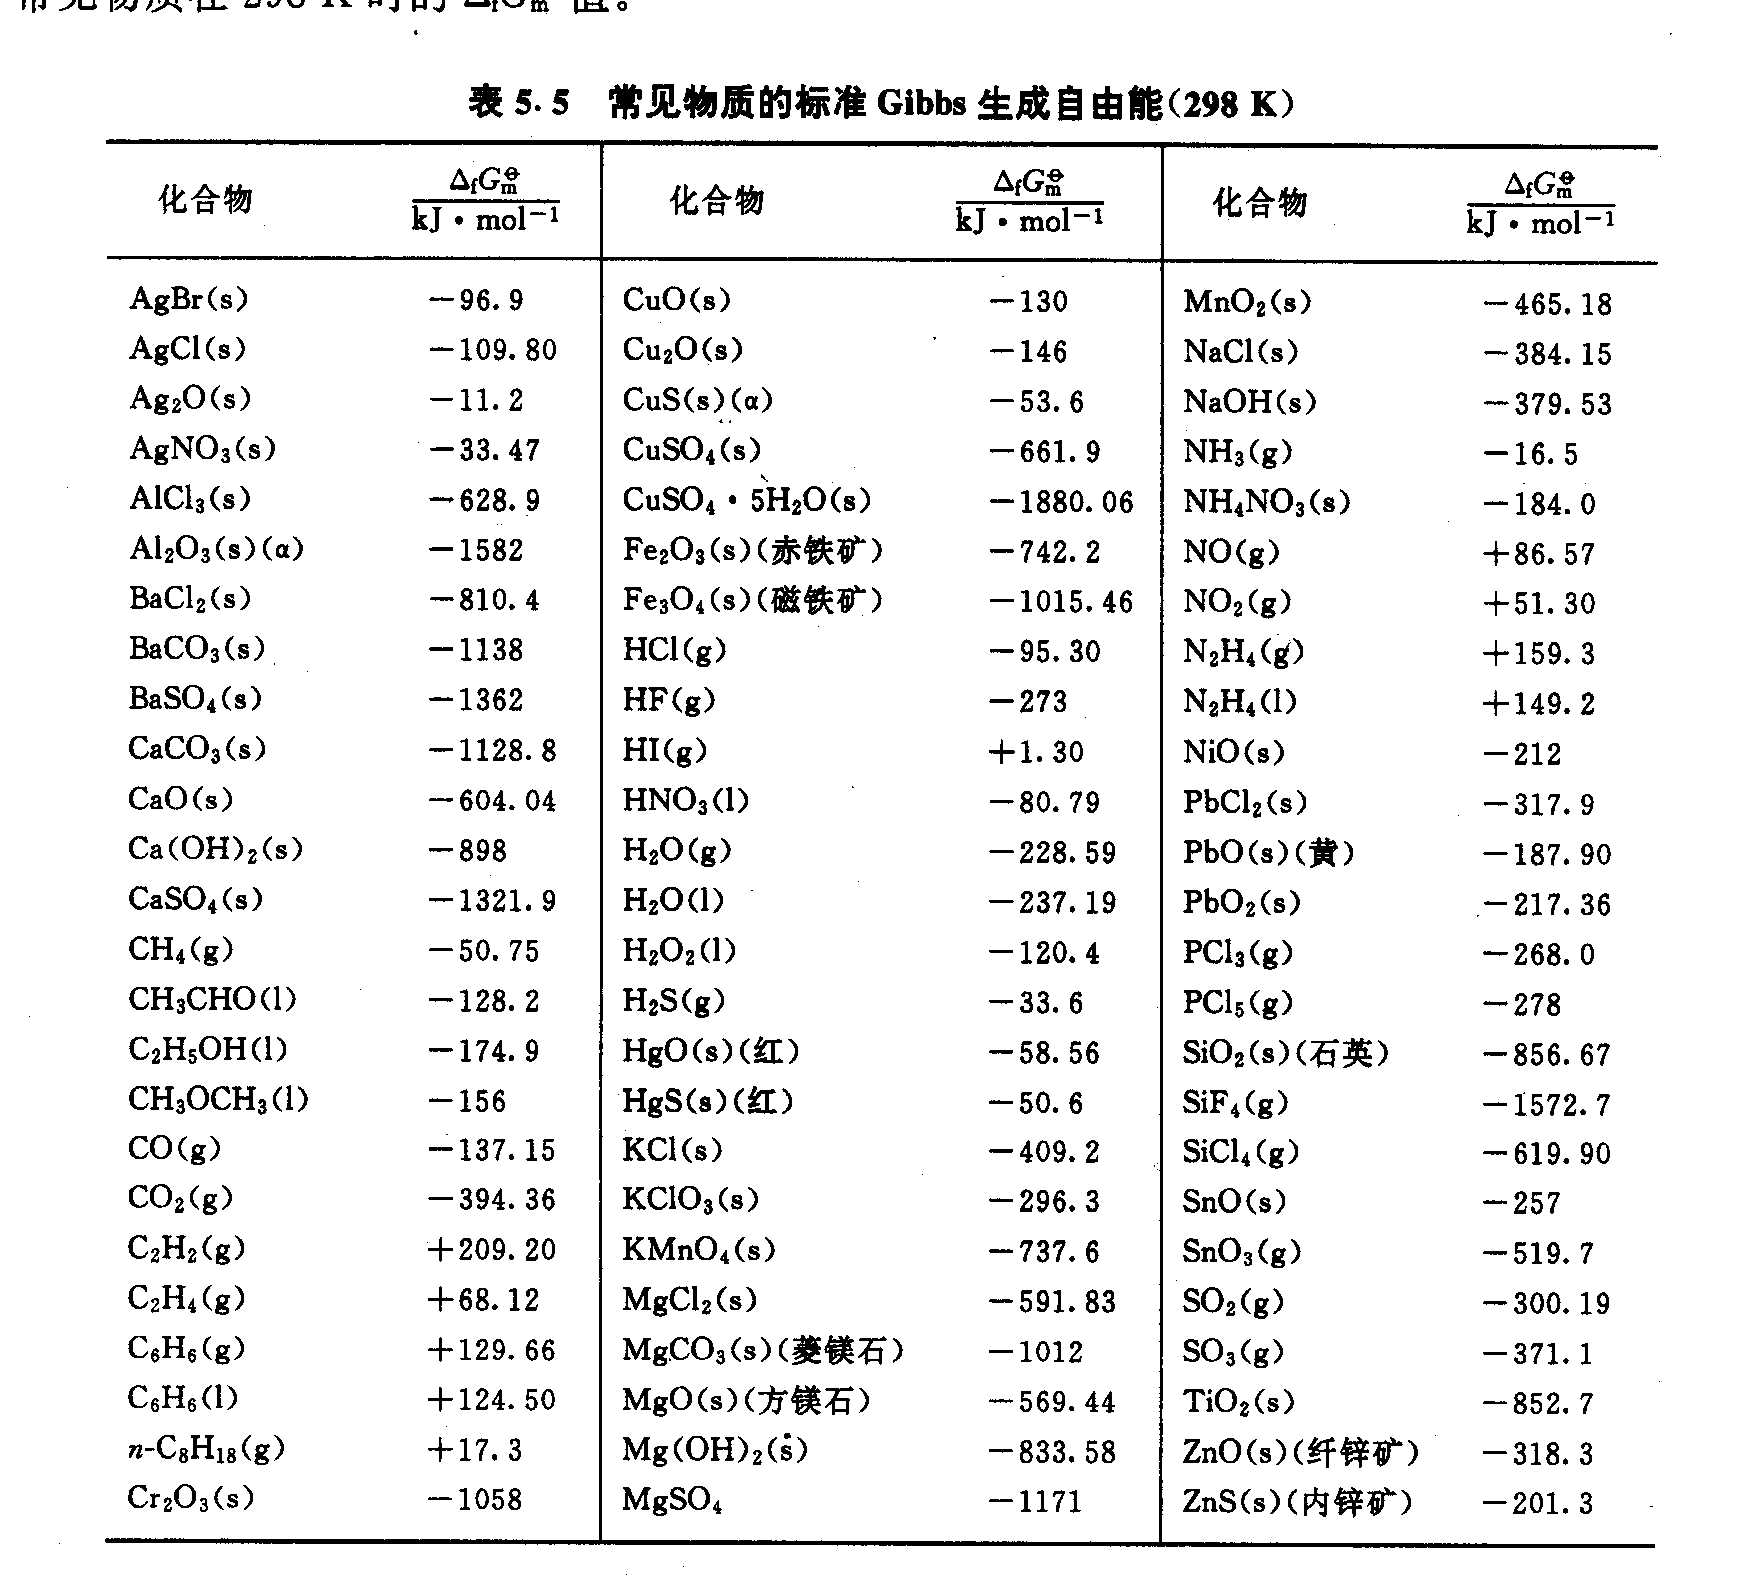 常见物质在 298 K 时的 ΔfGm⊖ 值。
表 5.5 常见物质的标准 Gibbs 生成自由能(298 K)
化合物 ΔfGm⊖/kJ·mol−1 化合物 ΔfGm⊖/kJ·mol−1 化合物 ΔfGm⊖/kJ·mol−1
AgBr(s) −96.9 CuO(s) −130 MnO2(s) −465.18
AgCl(s) −109.80 Cu2O(s) −146 NaCl(s) −384.15
Ag2O(s) −11.2 CuS(s)(α) −53.6 NaOH(s) −379.53
AgNO3(s) −33.47 CuSO4(s) −661.9 NH3(g) −16.5
AlCl3(s) −628.9 CuSO4·5H2O(s) −1880.06 NH4NO3(s) −184.0
Al2O3(s)(α) −1582 Fe2O3(s)(赤铁矿) −742.2 NO(g) +86.57
BaCl2(s) −810.4 Fe3O4(s)(磁铁矿) −1015.46 NO2(g) +51.30
BaCO3(s) −1138 HCl(g) −95.30 N2H4(g) +159.3
BaSO4(s) −1362 HF(g) −273 N2H4(l) +149.2
CaCO3(s) −1128.8 HI(g) +1.30 NiO(s) −212
CaO(s) −604.04 HNO3(l) −80.79 PbCl2(s) −317.9
Ca(OH)2(s) −898 H2O(g) −228.59 PbO(s)(黄) −187.90
CaSO4(s) −1321.9 H2O(l) −237.19 PbO2(s) −217.36
CH4(g) −50.75 H2O2(l) −120.4 PCl3(g) −268.0
CH3CHO(l) −128.2 H2S(g) −33.6 PCl5(g) −278
C2H5OH(l) −174.9 HgO(s)(红) −58.56 SiO2(s)(石英) −856.67
CH3OCH3(l) −156 HgS(s)(红) −50.6 SiF4(g) −1572.7
CO(g) −137.15 KCl(s) −409.2 SiCl4(g) −619.90
CO2(g) −394.36 KClO3(s) −296.3 SnO(s) −257
C2H2(g) +209.20 KMnO4(s) −737.6 SnO3(g) −519.7
C2H4(g) +68.12 MgCl2(s) −591.83 SO2(g) −300.19
C6H6(g) +129.66 MgCO3(s)(菱镁石) −1012 SO3(g) −371.1
C6H6(l) +124.50 MgO(s)(方镁石) −569.44 TiO2(s) −852.7
n-C8H18(g) +17.3 Mg(OH)2(s) −833.58 ZnO(s)(纤锌矿) −318.3
Cr2O3(s) −1058 MgSO4 −1171 ZnS(s)(内锌矿) −201.3